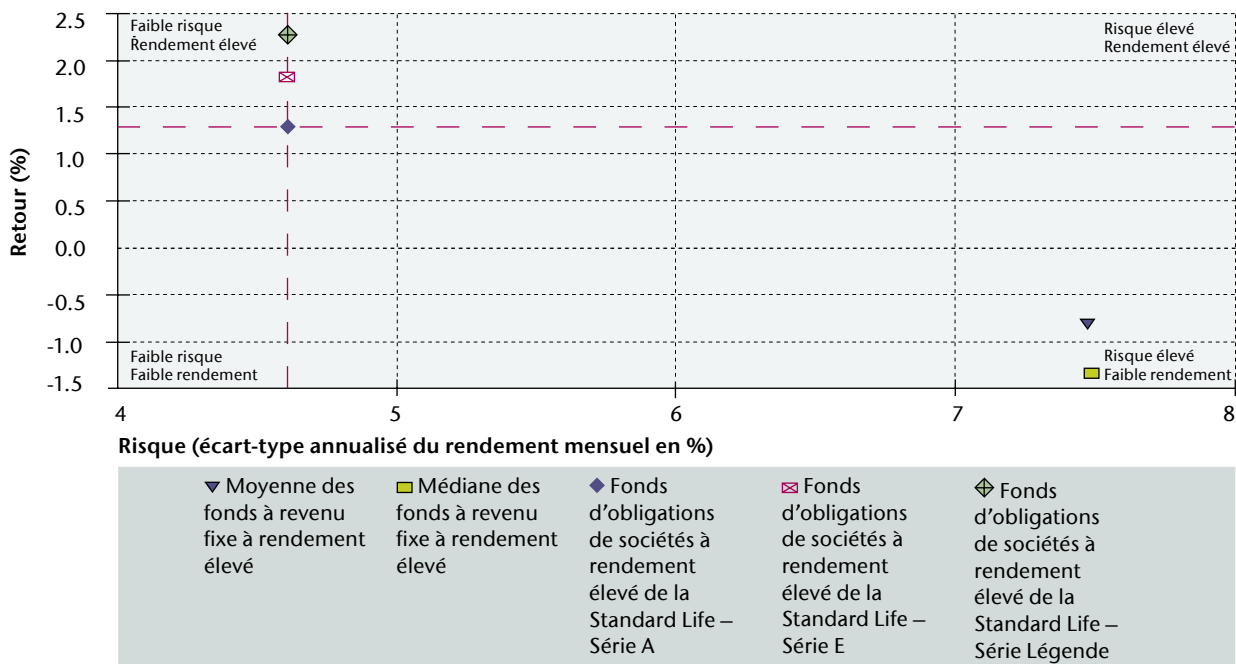 2.5
2.0
1.5
1.0
0.5
0.0
-0.5
-1.0
-1.5
Retour (%)
Faible risque
Rendement élevé
Risque élevé
Rendement élevé
Faible risque
Faible rendement
Risque élevé
Faible rendement
4
5
6
7
8
Risque (écart-type annualisé du rendement mensuel en %)
Moyenne des
fonds à revenu
fixe à rendement
élevé
Médiane des
fonds à revenu
fixe à rendement
élevé
Fonds
d’obligations
de sociétés à
rendement
élevé de la
Standard Life –
Série A
Fonds
d’obligations
de sociétés à
rendement
élevé de la
Standard Life –
Série E
Fonds
d’obligations
de sociétés à
rendement
élevé de la
Standard Life –
Série Légende